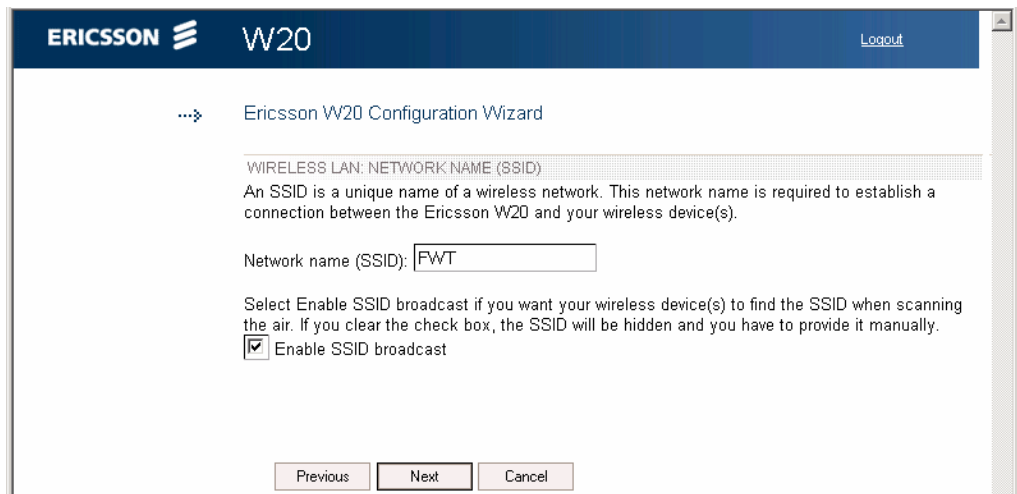 ERICSSON W20 Logout
Ericsson W20 Configuration Wizard
WIRELESS LAN: NETWORK NAME (SSID)
An SSID is a unique name of a wireless network. This network name is required to establish a
connection between the Ericsson W20 and your wireless device(s).
Network name (SSID): FWT
Select Enable SSID broadcast if you want your wireless device(s) to find the SSID when scanning
the air. If you clear the check box, the SSID will be hidden and you have to provide it manually.
Enable SSID broadcast
Previous Next Cancel